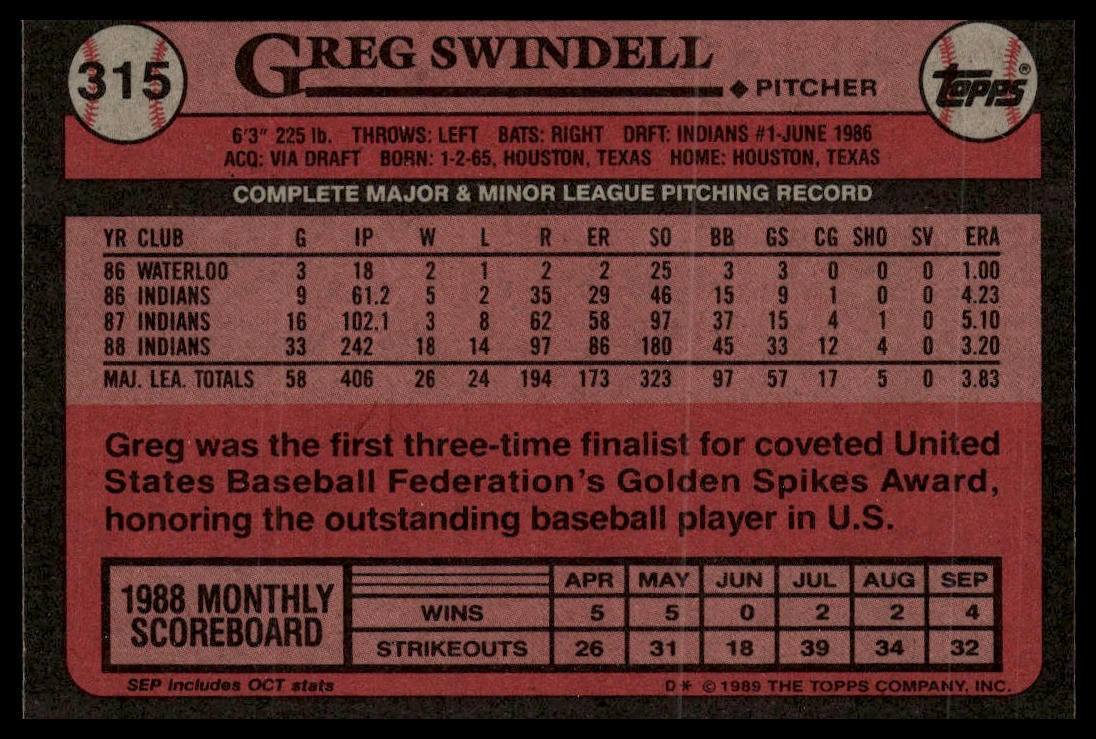 315 GREG SWINDELL
◆ PITCHER topps®
6'3" 225 lb. THROWS: LEFT BATS: RIGHT DRFT: INDIANS #1-JUNE 1986
ACQ: VIA DRAFT BORN: 1-2-65, HOUSTON, TEXAS HOME: HOUSTON, TEXAS
COMPLETE MAJOR & MINOR LEAGUE PITCHING RECORD
YR CLUB G IP W L R ER SO BB GS CG SHO SV ERA
86 WATERLOO 3 18 2 1 2 2 25 3 3 0 0 0 1.00
86 INDIANS 9 61.2 5 2 35 29 46 15 9 1 0 0 4.23
87 INDIANS 16 102.1 3 8 62 58 97 37 15 4 1 0 5.10
88 INDIANS 33 242 18 14 97 86 180 45 33 12 4 0 3.20
MAJ. LEA. TOTALS 58 406 26 24 194 173 323 97 57 17 5 0 3.83
Greg was the first three-time finalist for coveted United
States Baseball Federation's Golden Spikes Award,
honoring the outstanding baseball player in U.S.
1988 MONTHLY
SCOREBOARD
APR MAY JUN JUL AUG SEP
WINS 5 5 0 2 2 4
STRIKEOUTS 26 31 18 39 34 32
SEP includes OCT stats D* © 1989 THE TOPPS COMPANY, INC.